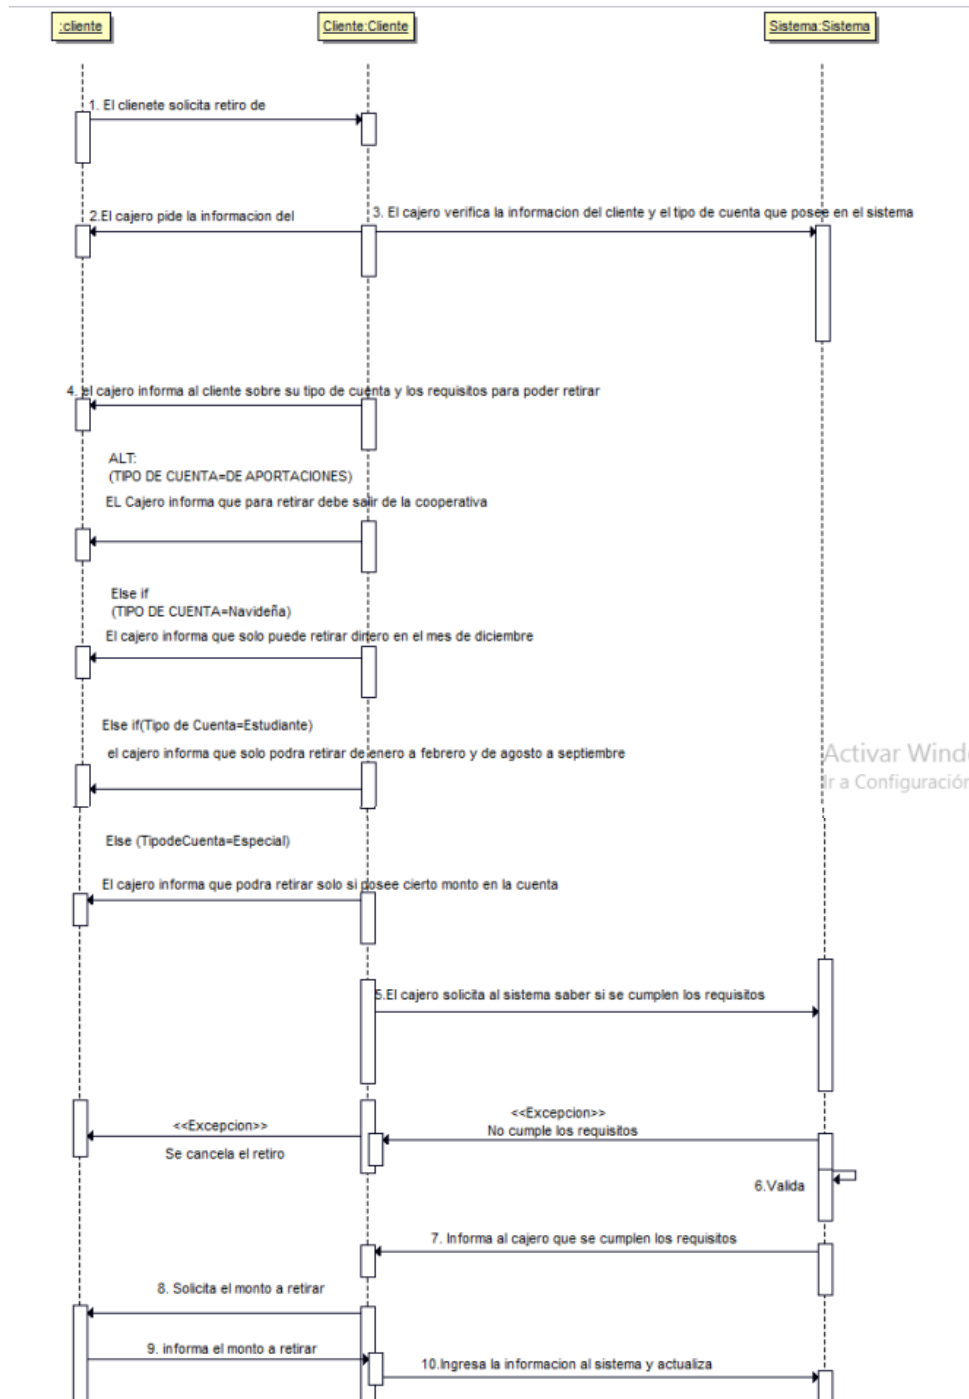 :cliente
Cliente:Cliente
Sistema:Sistema
1. El clienete solicita retiro de
2.El cajero pide la informacion del
3. El cajero verifica la informacion del cliente y el tipo de cuenta que posee en el sistema
4. el cajero informa al cliente sobre su tipo de cuenta y los requisitos para poder retirar
ALT:
(TIPO DE CUENTA=DE APORTACIONES)
EL Cajero informa que para retirar debe salir de la cooperativa
Else if
(TIPO DE CUENTA=Navideña)
El cajero informa que solo puede retirar dinero en el mes de diciembre
Else if(Tipo de Cuenta=Estudiante)
el cajero informa que solo podra retirar de enero a febrero y de agosto a septiembre
Activar Wind
Ir a Configuración
Else (TipodeCuenta=Especial)
El cajero informa que podra retirar solo si posee cierto monto en la cuenta
5.El cajero solicita al sistema saber si se cumplen los requisitos
<<Excepcion>>
No cumple los requisitos
<<Excepcion>>
Se cancela el retiro
6.Valida
7. Informa al cajero que se cumplen los requisitos
8. Solicita el monto a retirar
9. informa el monto a retirar
10.Ingresa la informacion al sistema y actualiza